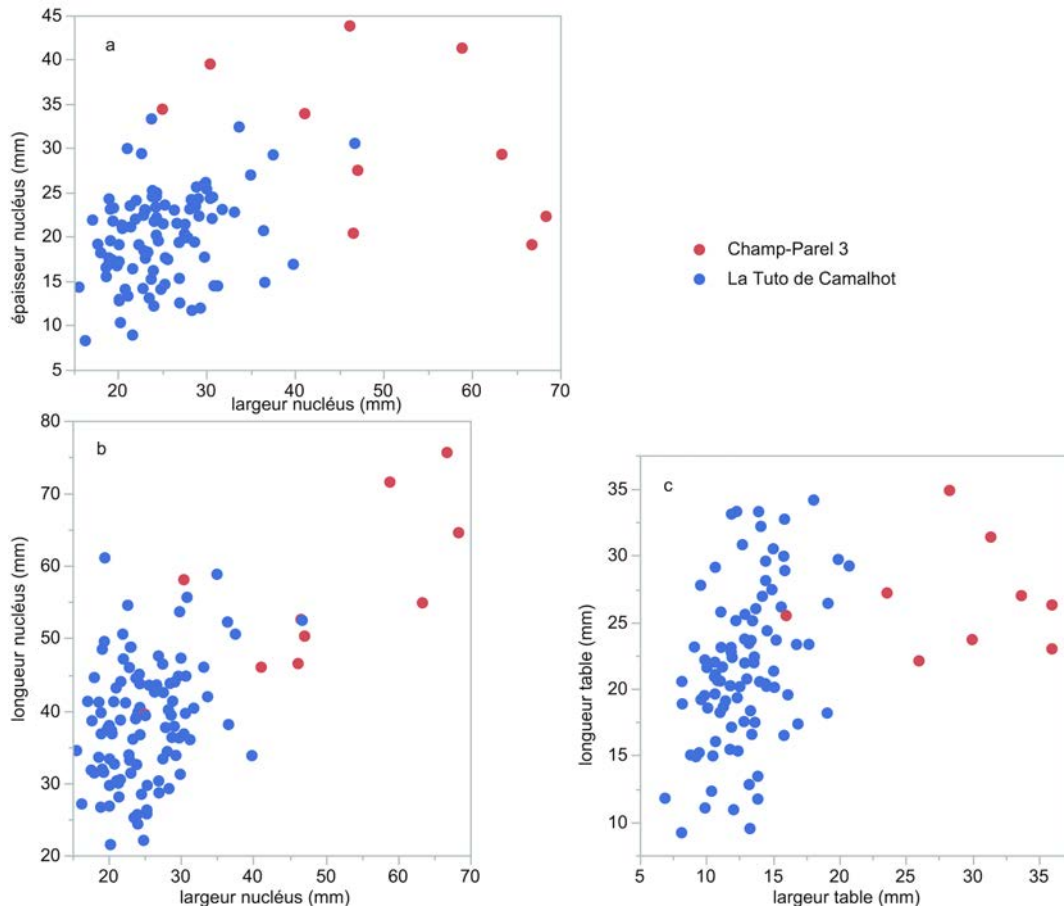 45
40
35
30
25
20
15
10
5
a
épaisseur nucléus (mm)
20 30 40 50 60 70
largeur nucléus (mm)
Champ-Parel 3
La Tuto de Camalhot
80
70
60
50
40
30
20
b
longueur nucléus (mm)
20 30 40 50 60 70
largeur nucléus (mm)
35
30
25
20
15
10
c
longueur table (mm)
5 10 15 20 25 30 35
largeur table (mm)